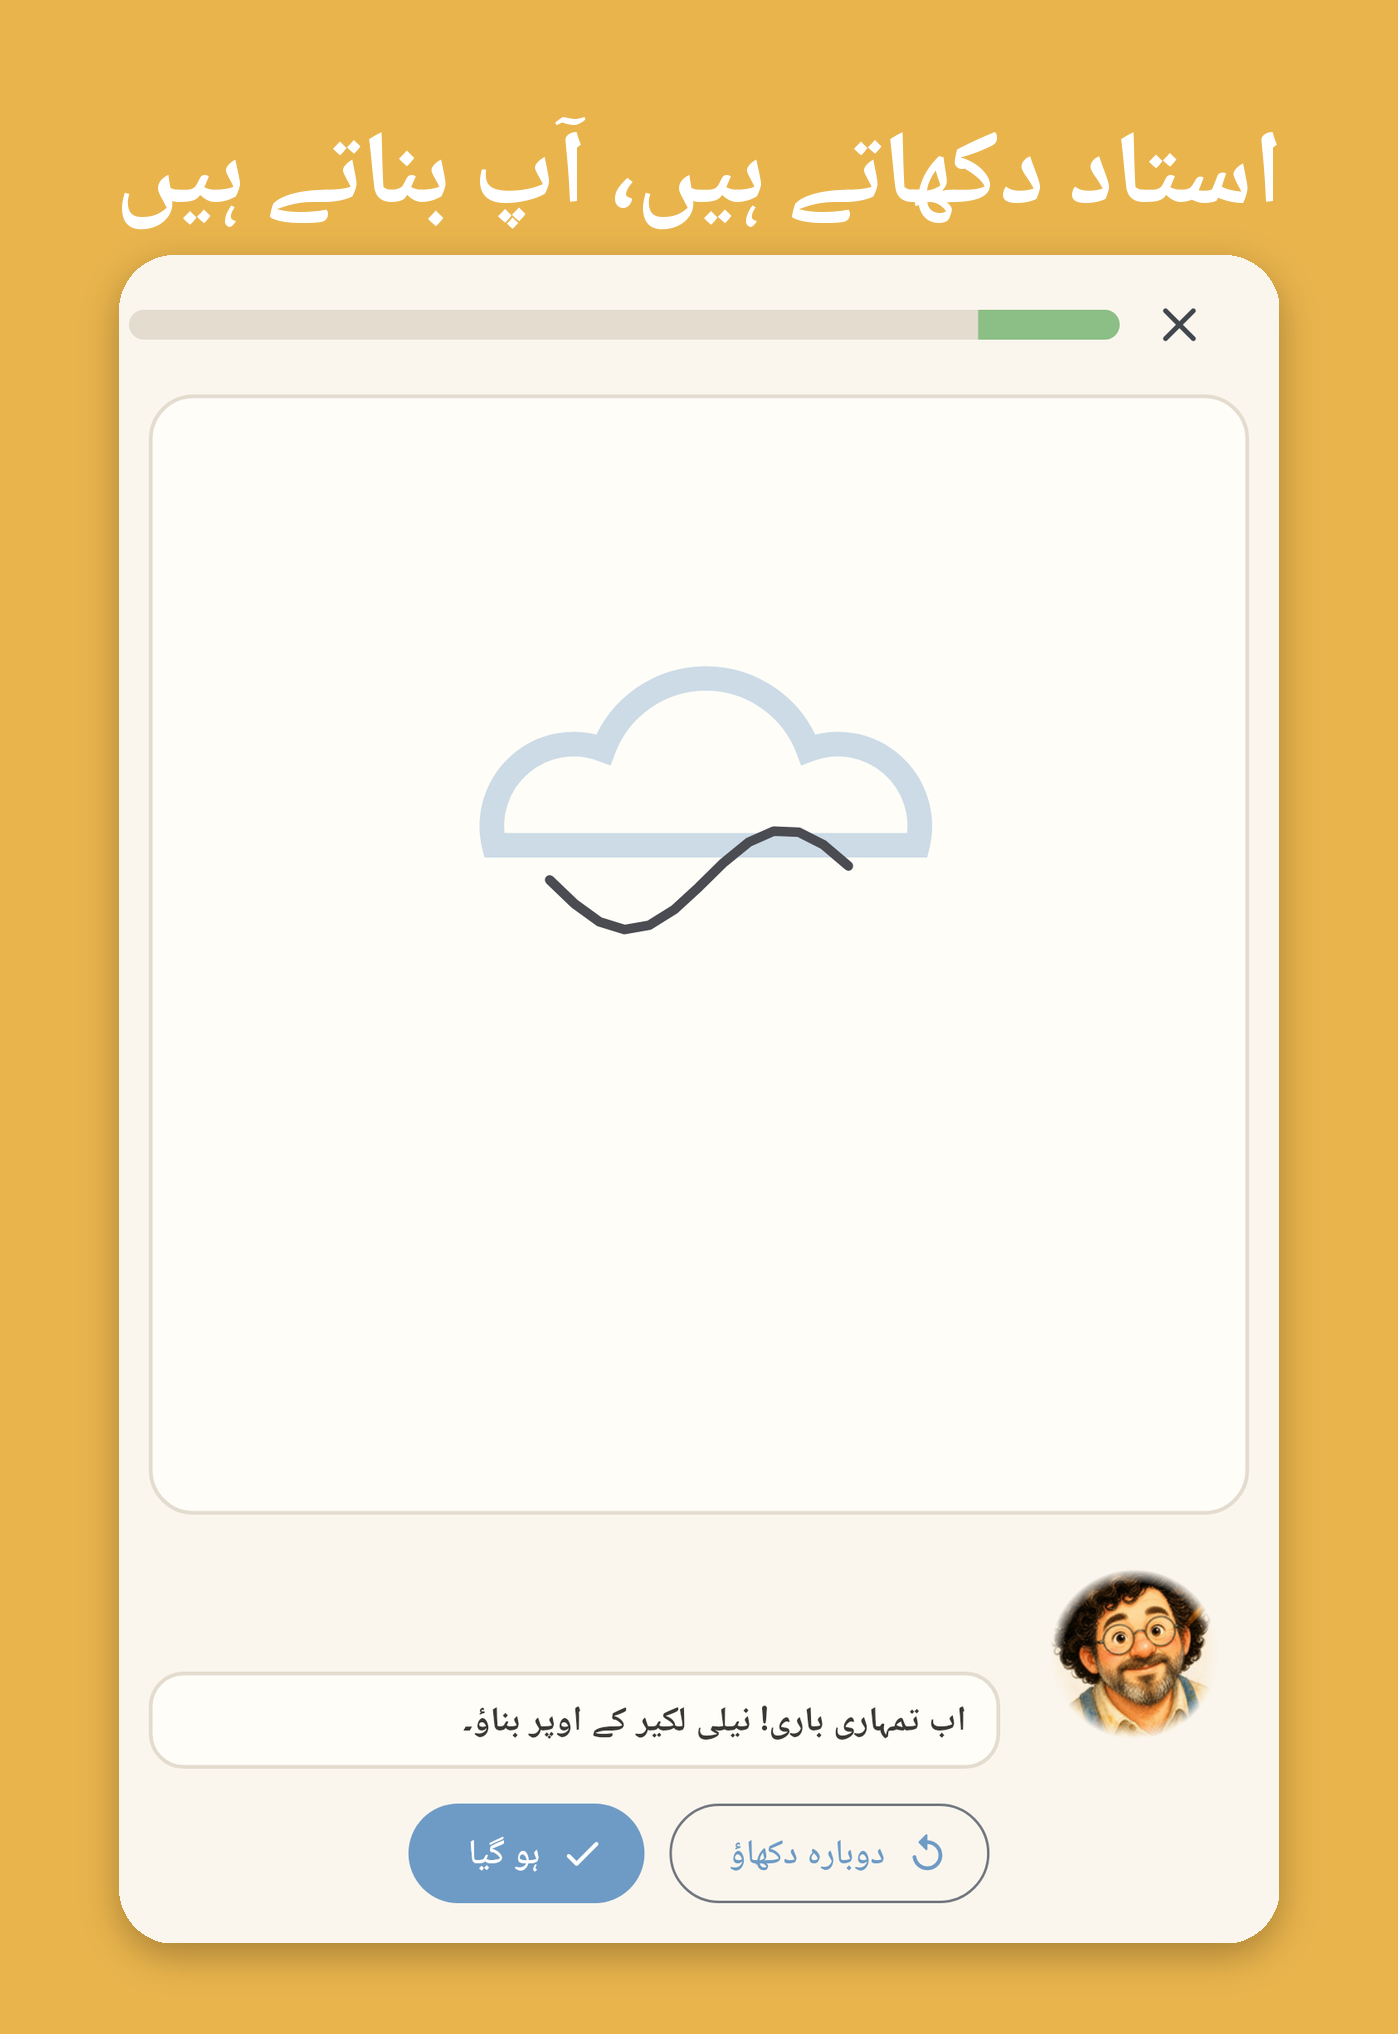 استاد دکھاتے ہیں، آپ بناتے ہیں
اب تمہاری باری! نیلی لکیر کے اوپر بناؤ۔
دوبارہ دکھاؤ
ہو گیا